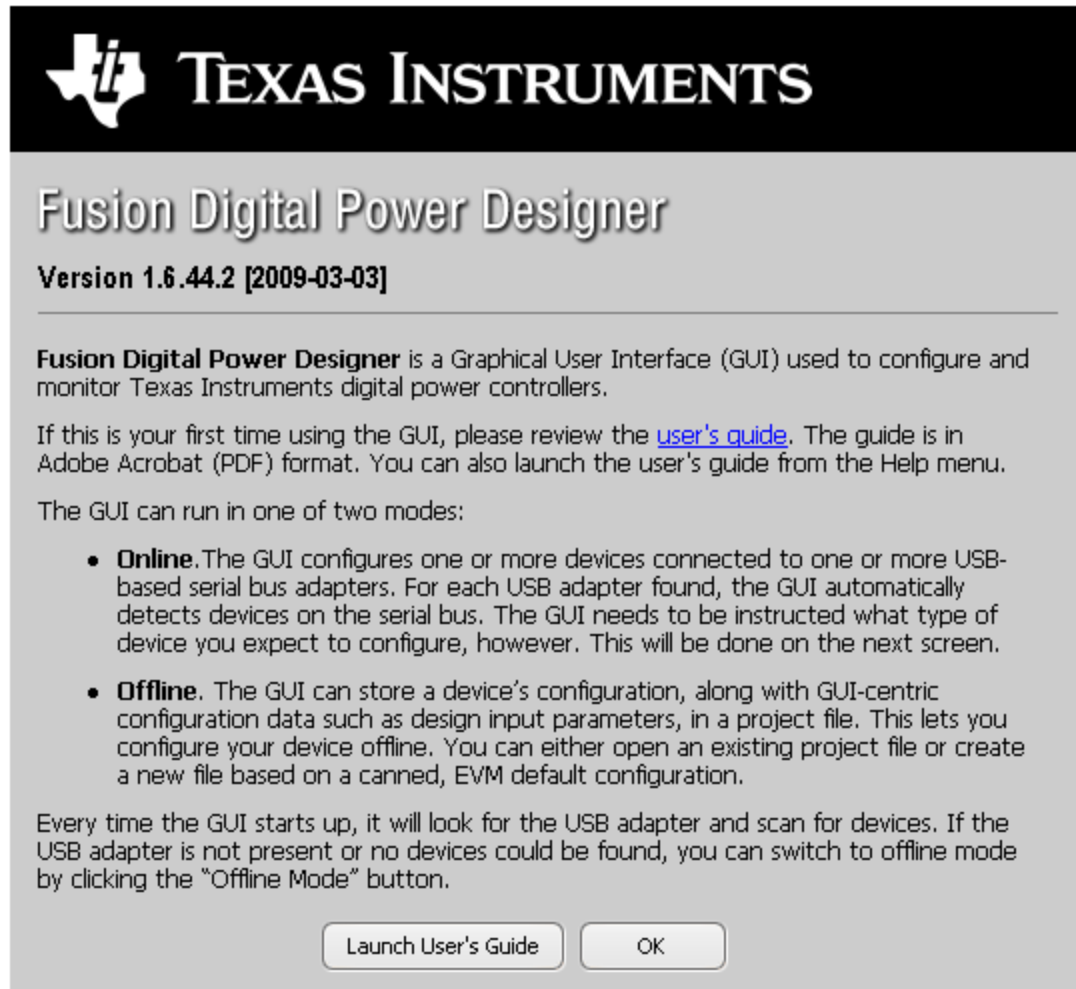 TEXAS INSTRUMENTS
Fusion Digital Power Designer
Version 1.6.44.2 [2009-03-03]
Fusion Digital Power Designer is a Graphical User Interface (GUI) used to configure and
monitor Texas Instruments digital power controllers.
If this is your first time using the GUI, please review the user's guide. The guide is in
Adobe Acrobat (PDF) format. You can also launch the user's guide from the Help menu.
The GUI can run in one of two modes:
• Online.The GUI configures one or more devices connected to one or more USB-
based serial bus adapters. For each USB adapter found, the GUI automatically
detects devices on the serial bus. The GUI needs to be instructed what type of
device you expect to configure, however. This will be done on the next screen.
• Offline. The GUI can store a device's configuration, along with GUI-centric
configuration data such as design input parameters, in a project file. This lets you
configure your device offline. You can either open an existing project file or create
a new file based on a canned, EVM default configuration.
Every time the GUI starts up, it will look for the USB adapter and scan for devices. If the
USB adapter is not present or no devices could be found, you can switch to offline mode
by clicking the “Offline Mode” button.
Launch User's Guide OK